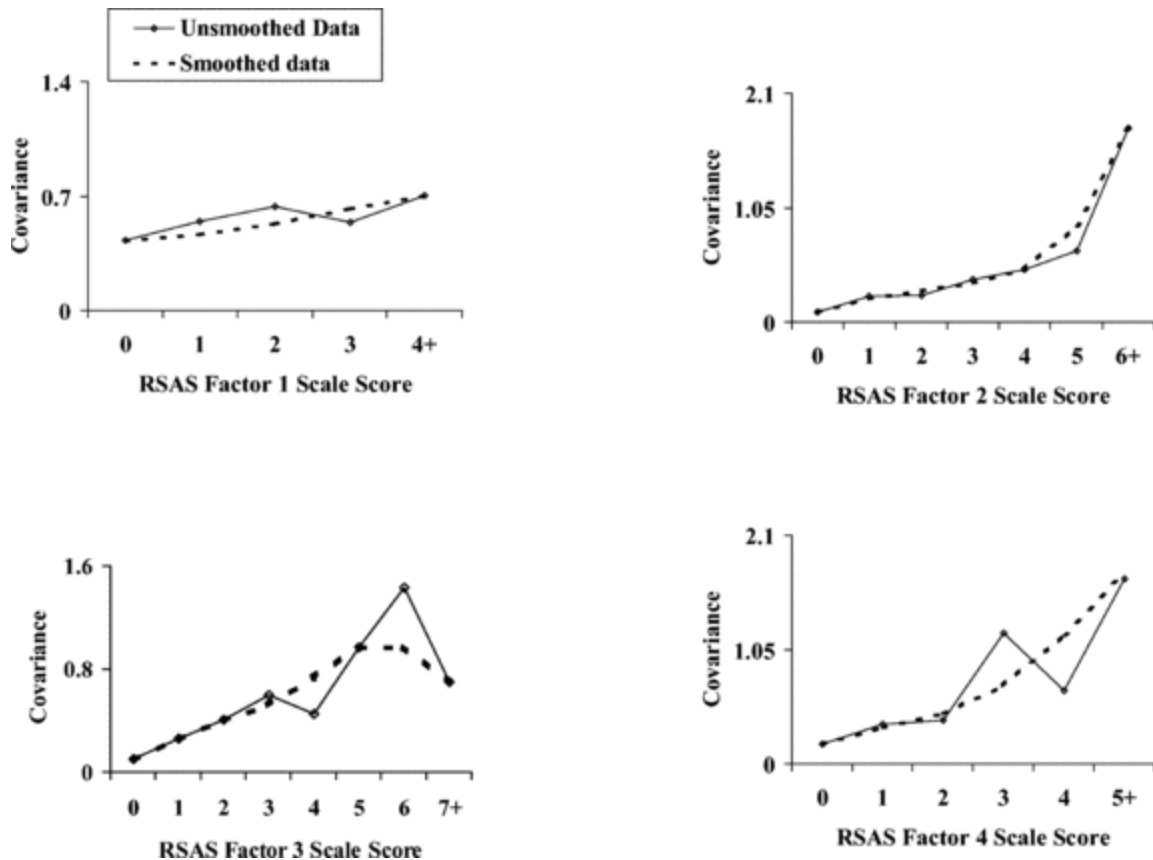 Unsmoothed Data
Smoothed data
1.4
0.7
0
Covariance
0 1 2 3 4+
RSAS Factor 1 Scale Score
2.1
1.05
0
Covariance
0 1 2 3 4 5 6+
RSAS Factor 2 Scale Score
1.6
0.8
0
Covariance
0 1 2 3 4 5 6 7+
RSAS Factor 3 Scale Score
2.1
1.05
0
Covariance
0 1 2 3 4 5+
RSAS Factor 4 Scale Score